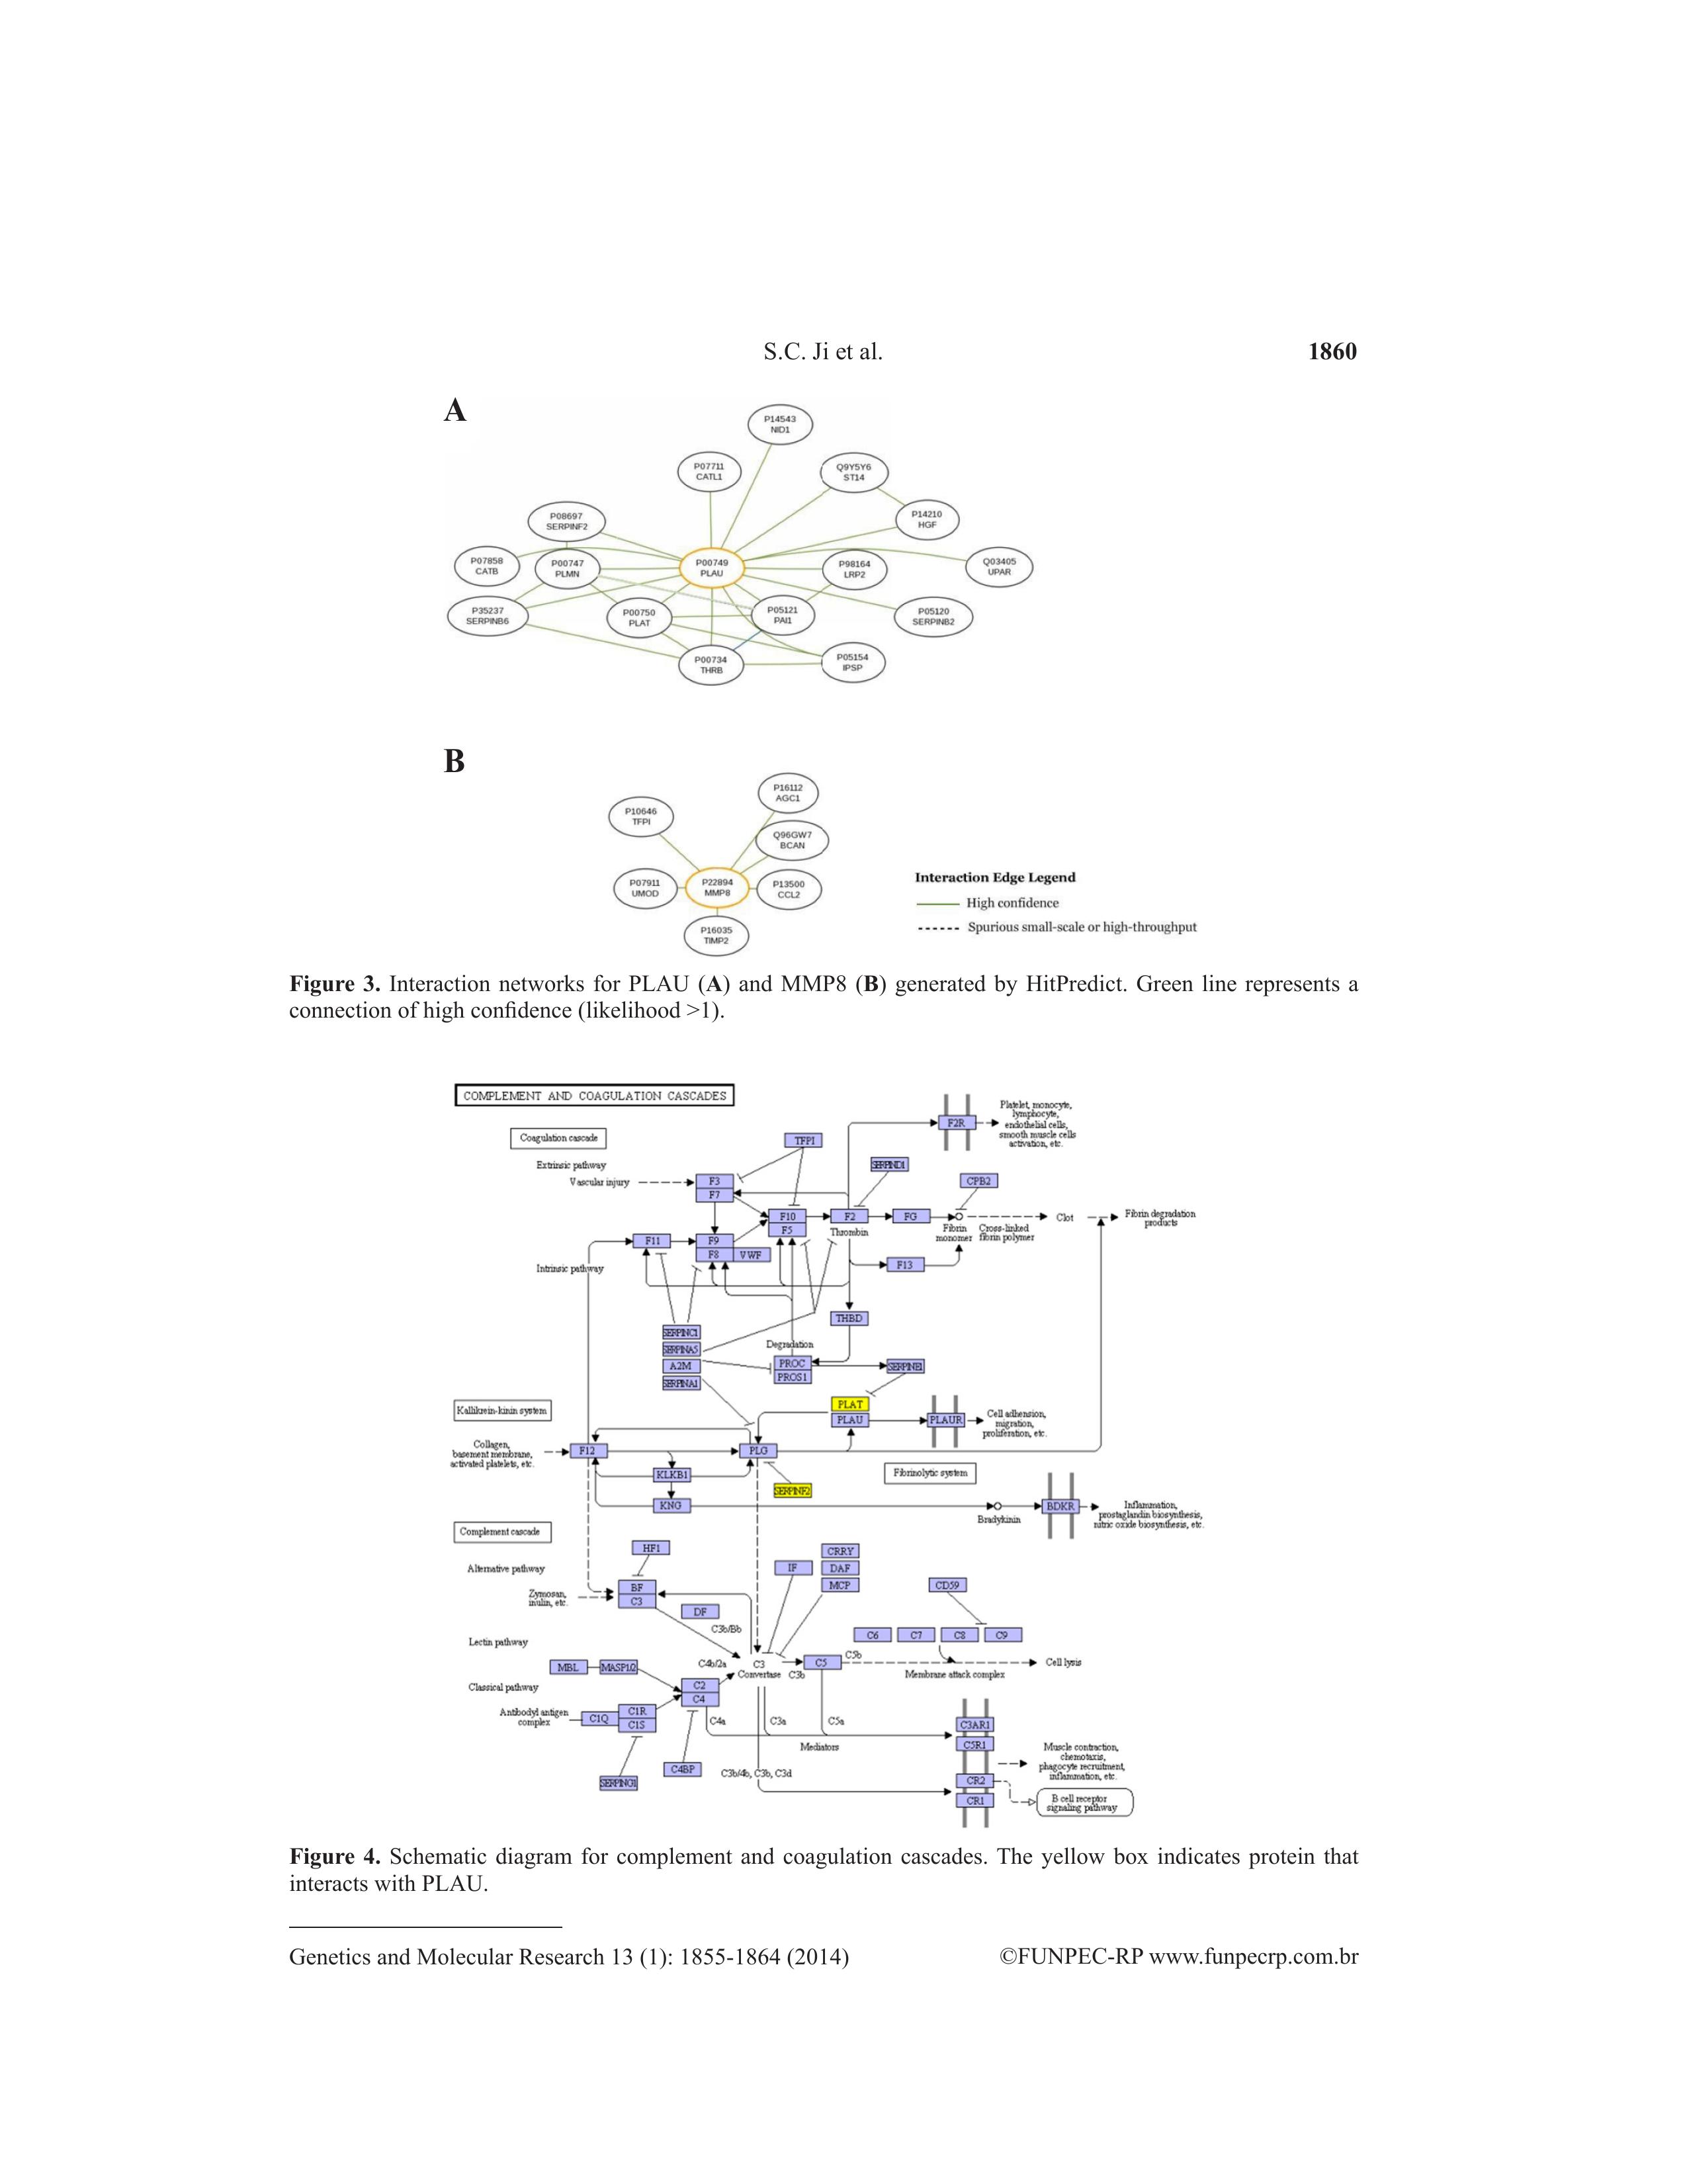 S.C. Ji et al.
1860
A
P14543
NID1
P07711
CATL1
Q9Y5Y6
ST14
P14210
HGF
P08697
SERPINF2
P07858
CATB
P00747
PLMN
P00749
PLAU
P98164
LRP2
Q03405
UPAR
P35237
SERPINB6
P00750
PLAT
P05121
PAI1
P05120
SERPINB2
P00734
THRB
P05154
IPSP
B
P16112
AGC1
P10646
TFPI
Q96GW7
BCAN
P07911
UMOD
P22894
MMP8
P13500
CCL2
P16035
TIMP2
Interaction Edge Legend
High confidence
Spurious small-scale or high-throughput
Figure 3. Interaction networks for PLAU (A) and MMP8 (B) generated by HitPredict. Green line represents a
connection of high confidence (likelihood >1).
COMPLEMENT AND COAGULATION CASCADES
Coagulation cascade
Extrinsic pathway
Vascular injury
TFPI
F2R
Platelet, monocyte,
lymphocyte,
endothelial cells,
smooth muscle cells
activation, etc.
SERPIND1
CPB2
F3
F7
F10
F5
F2
Thrombin
FG
Fibrin
monomer
Cross-linked
fibrin polymer
Clot
Fibrin degradation
products
F11
F9
F8
VWF
F13
Intrinsic pathway
THBD
SERPINC1
SERPINA5
A2M
SERPINA1
Degradation
PROC
PROS1
SERPINE1
PLAT
PLAU
PLAUR
Cell adhension,
migration,
proliferation, etc.
Kallikrein-kinin system
Collagen,
basement membrane,
activated platelets, etc.
F12
PLG
KLKB1
Fibrinolytic system
SERPINF2
KNG
Bradykinin
BDKR
Inflammation,
prostaglandin biosynthesis,
nitric oxide biosynthesis, etc.
Complement cascade
Alternative pathway
Zymosan,
inulin, etc.
HF1
BF
C3
DF
C3b/Bb
IF
CRRY
DAF
MCP
CD59
C6
C7
C8
C9
Lectin pathway
C4b/2a
C3
Convertase
C3b
C5
C5b
Membrane attack complex
Cell lysis
MBL
MASP1/2
Classical pathway
C2
C4
Antibodyl antigen
complex
C1Q
C1R
C1S
C4a
C3a
C5a
Mediators
C3AR1
C5R1
CR2
CR1
Muscle contraction,
chemotaxis,
phagocyte recruitment,
inflammation, etc.
B cell receptor
signaling pathway
C4BP
SERPING1
C3b/4b, C3b, C3d
Figure 4. Schematic diagram for complement and coagulation cascades. The yellow box indicates protein that
interacts with PLAU.
Genetics and Molecular Research 13 (1): 1855-1864 (2014)
©FUNPEC-RP www.funpecrp.com.br